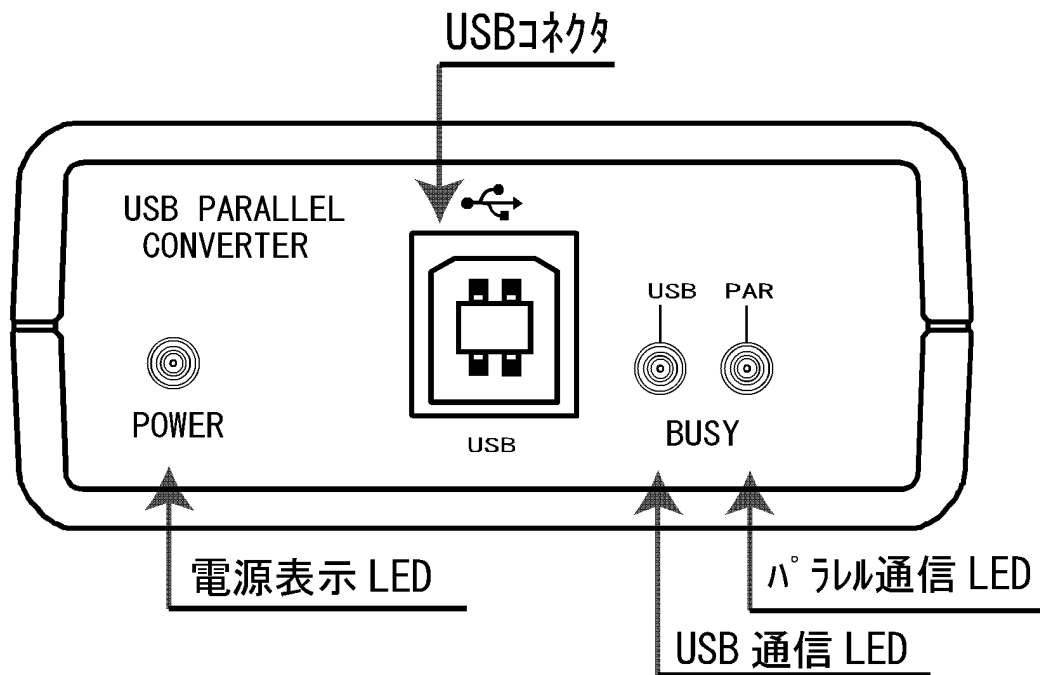 USBｺﾈｸﾀ
USB PARALLEL
CONVERTER
USB PAR
POWER
USB
BUSY
電源表示 LED
ﾊﾟﾗﾚﾙ通信 LED
USB 通信 LED